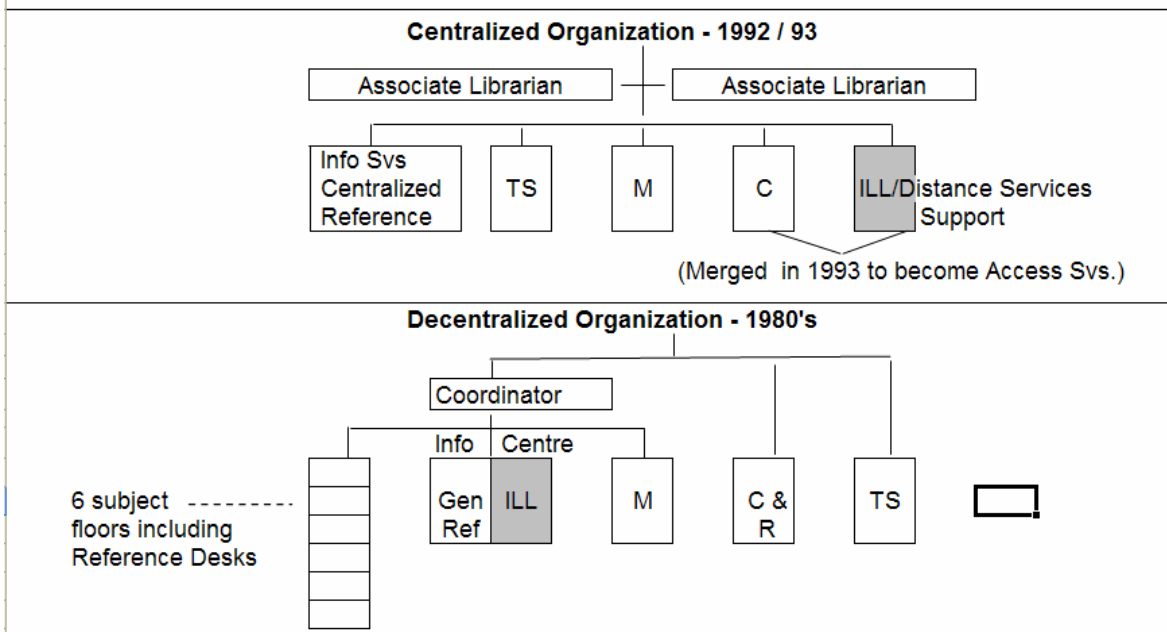 Centralized Organization - 1992 / 93
Associate Librarian
Associate Librarian
Info Svs
Centralized
Reference
TS
M
C
ILL/Distance Services
Support
(Merged in 1993 to become Access Svs.)
Decentralized Organization - 1980's
Coordinator
Info Centre
6 subject
floors including
Reference Desks
Gen
Ref
ILL
M
C &
R
TS